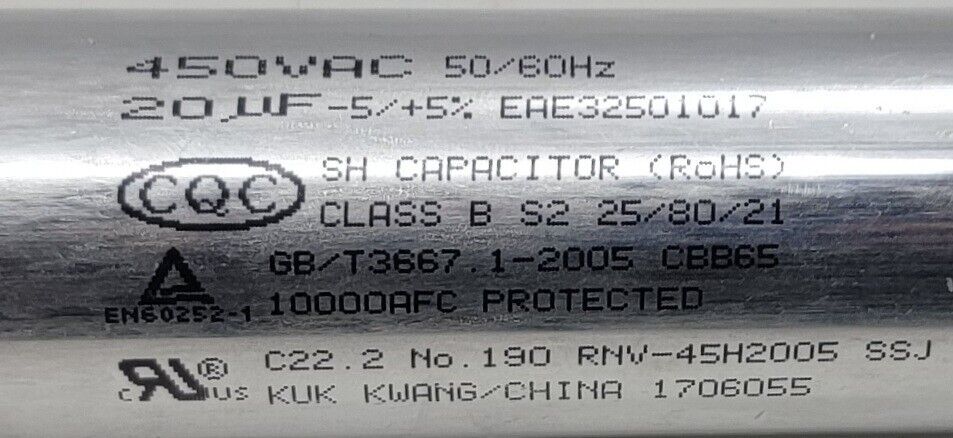 450VAC 50/60Hz
20µF-5/+5% EAE32501017
CQC SH CAPACITOR (RoHS)
CLASS B S2 25/80/21
GB/T3667.1-2005 CBB65
EN60252-1 10000AFC PROTECTED
C22.2 No.190 RNV-45H2005 SSJ
c RU ® US KUK KWANG/CHINA 1706055